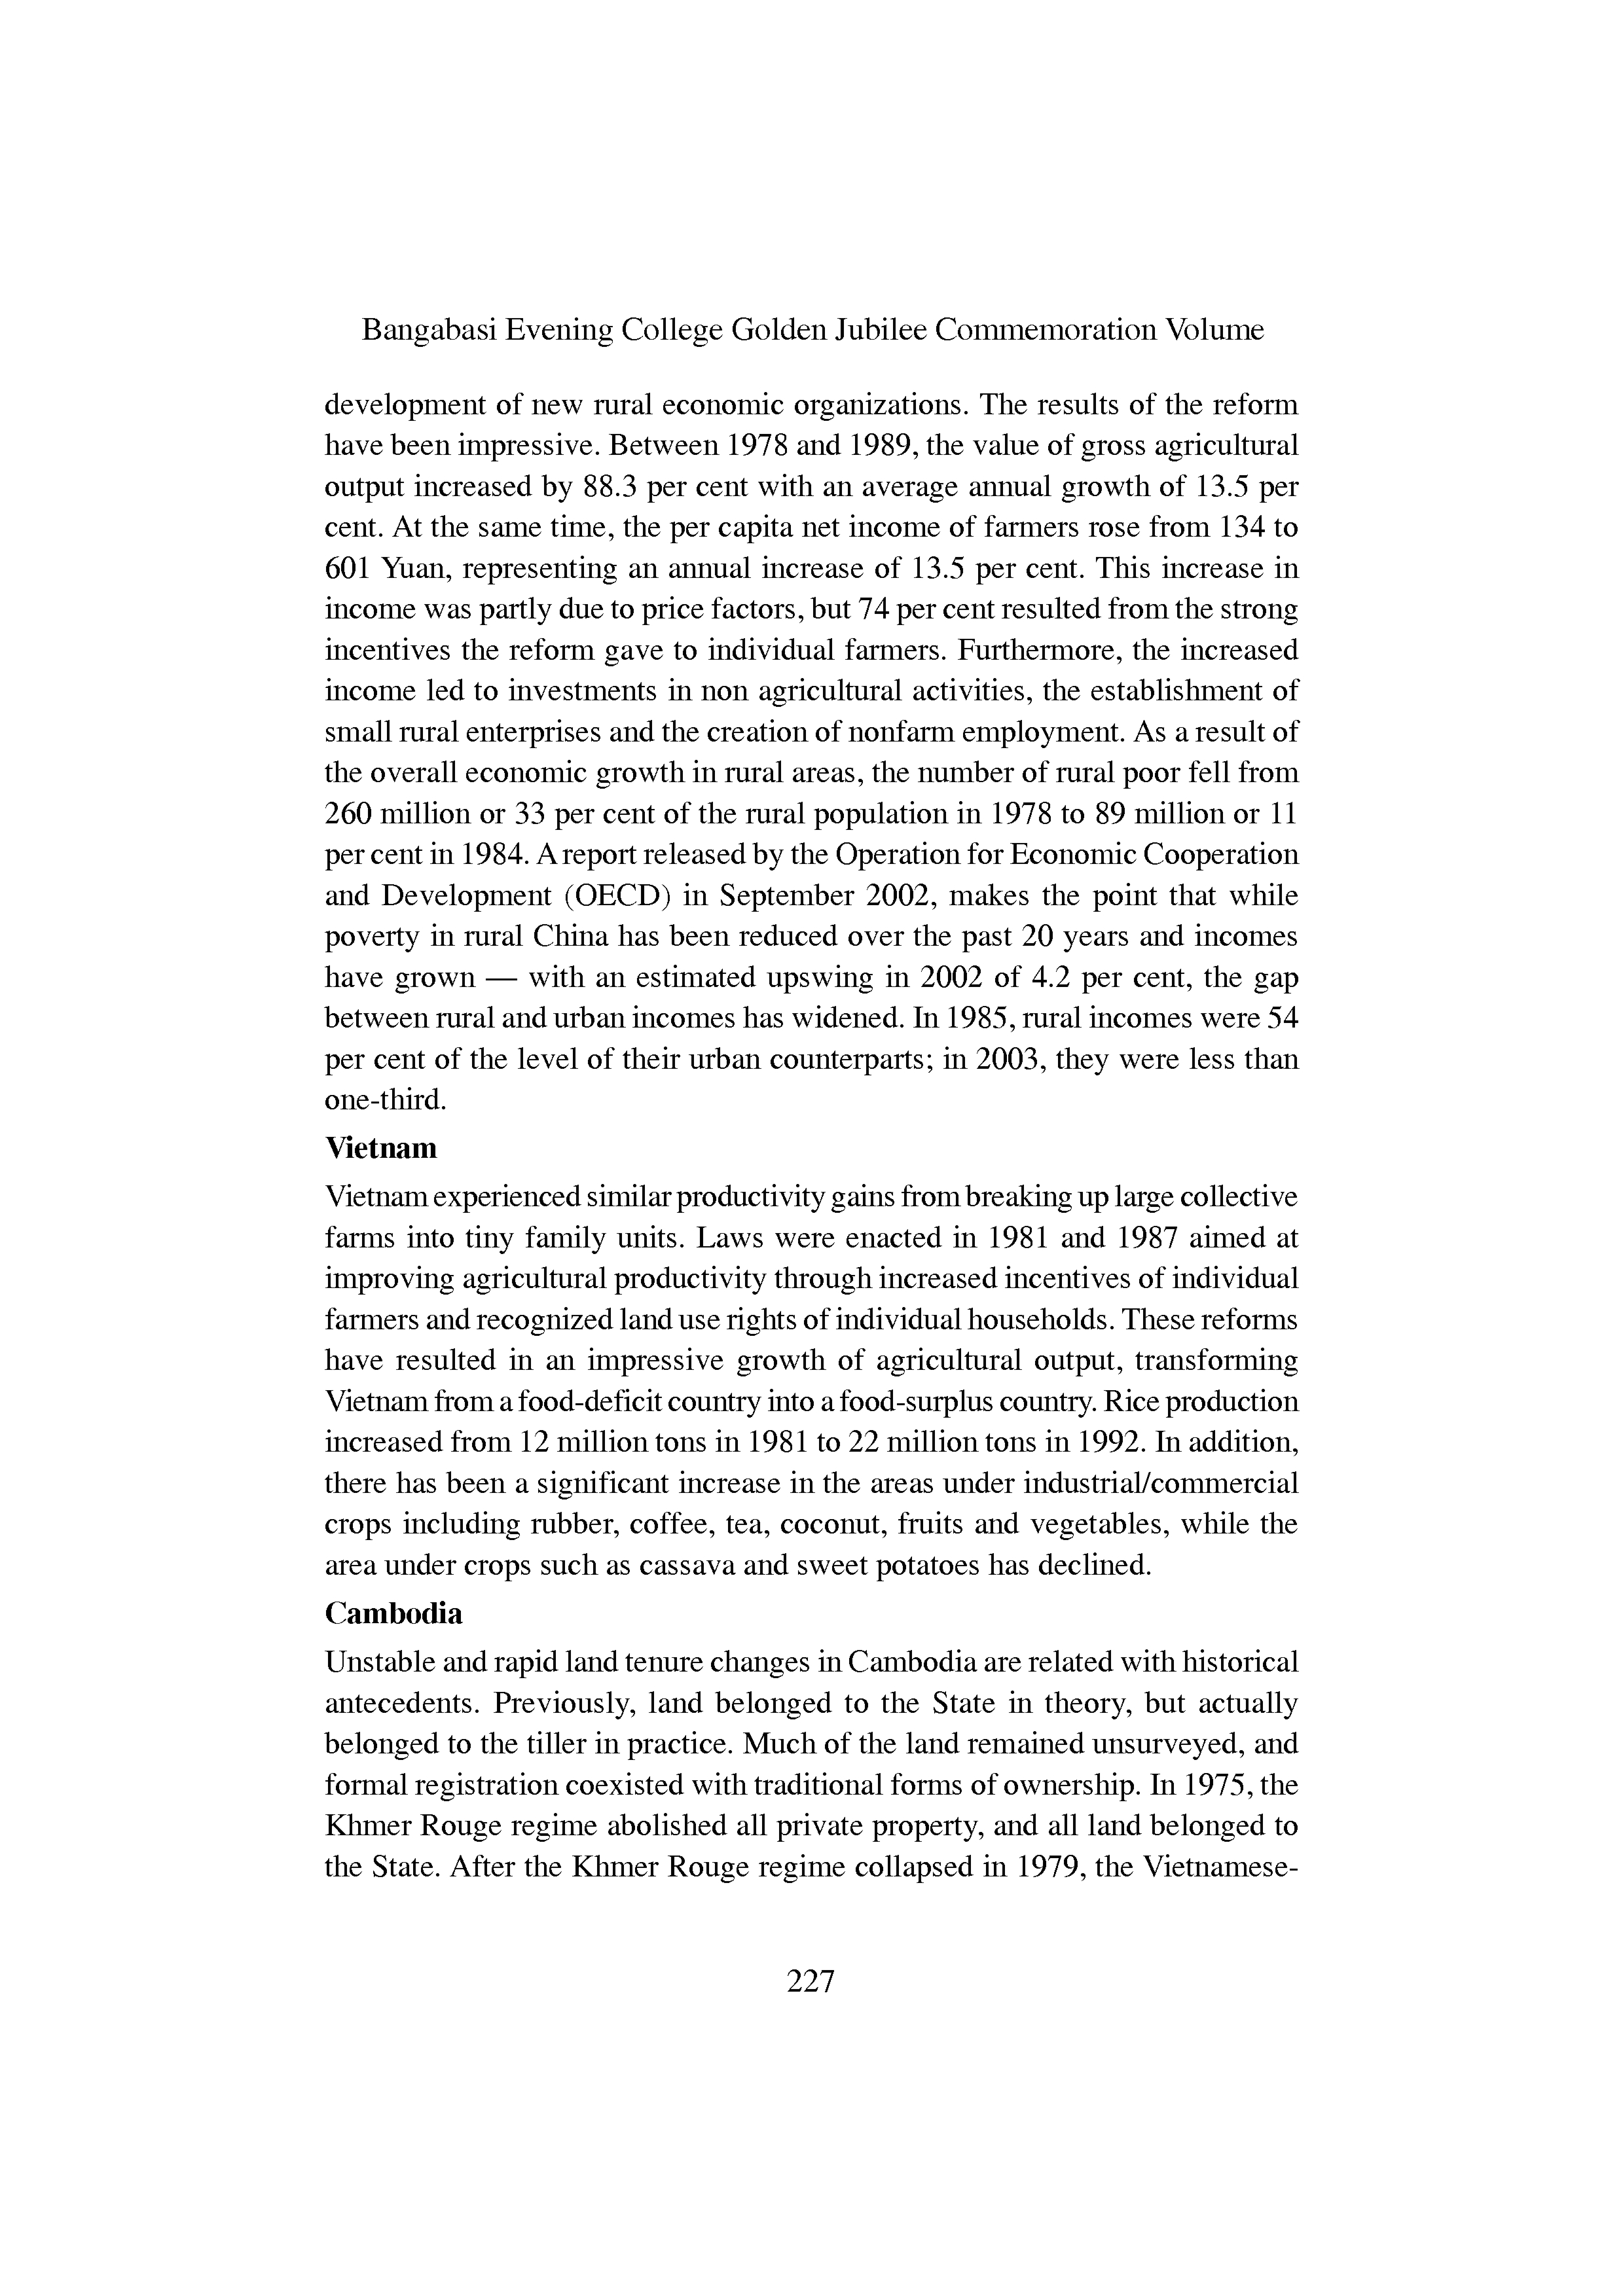 Bangabasi Evening College Golden Jubilee Commemoration Volume
development of new rural economic organizations. The results of the reform
have been impressive. Between 1978 and 1989, the value of gross agricultural
output increased by 88.3 per cent with an average annual growth of 13.5 per
cent. At the same time, the per capita net income of farmers rose from 134 to
601 Yuan, representing an annual increase of 13.5 per cent. This increase in
income was partly due to price factors, but 74 per cent resulted from the strong
incentives the reform gave to individual farmers. Furthermore, the increased
income led to investments in non agricultural activities, the establishment of
small rural enterprises and the creation of nonfarm employment. As a result of
the overall economic growth in rural areas, the number of rural poor fell from
260 million or 33 per cent of the rural population in 1978 to 89 million or 11
per cent in 1984. A report released by the Operation for Economic Cooperation
and Development (OECD) in September 2002, makes the point that while
poverty in rural China has been reduced over the past 20 years and incomes
have grown — with an estimated upswing in 2002 of 4.2 per cent, the gap
between rural and urban incomes has widened. In 1985, rural incomes were 54
per cent of the level of their urban counterparts; in 2003, they were less than
one-third.
Vietnam
Vietnam experienced similar productivity gains from breaking up large collective
farms into tiny family units. Laws were enacted in 1981 and 1987 aimed at
improving agricultural productivity through increased incentives of individual
farmers and recognized land use rights of individual households. These reforms
have resulted in an impressive growth of agricultural output, transforming
Vietnam from a food-deficit country into a food-surplus country. Rice production
increased from 12 million tons in 1981 to 22 million tons in 1992. In addition,
there has been a significant increase in the areas under industrial/commercial
crops including rubber, coffee, tea, coconut, fruits and vegetables, while the
area under crops such as cassava and sweet potatoes has declined.
Cambodia
Unstable and rapid land tenure changes in Cambodia are related with historical
antecedents. Previously, land belonged to the State in theory, but actually
belonged to the tiller in practice. Much of the land remained unsurveyed, and
formal registration coexisted with traditional forms of ownership. In 1975, the
Khmer Rouge regime abolished all private property, and all land belonged to
the State. After the Khmer Rouge regime collapsed in 1979, the Vietnamese-
227